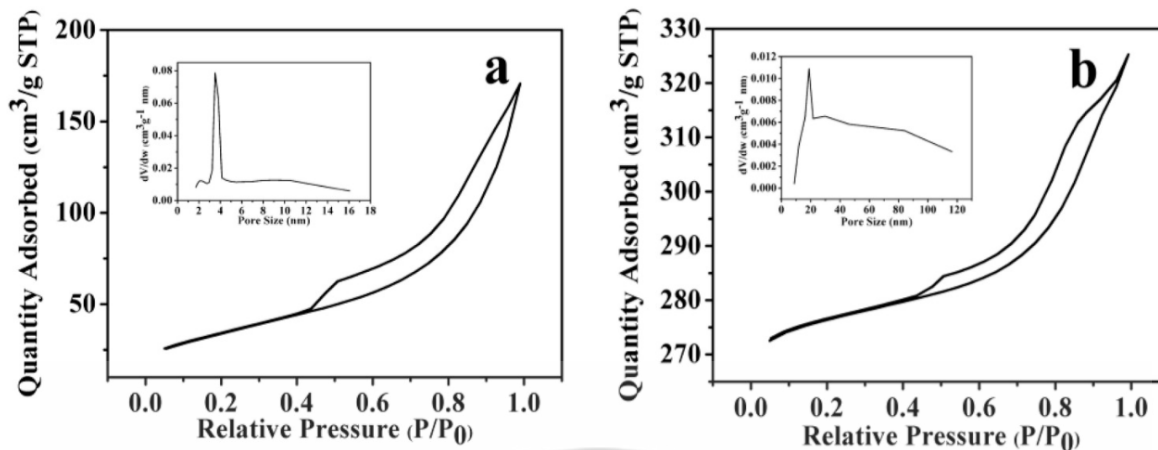 a
Quantity Adsorbed (cm³/g STP)
200
150
100
50
0.0 0.2 0.4 0.6 0.8 1.0
Relative Pressure (P/P₀)
dV/dw (cm³g⁻¹ nm)
0.08
0.06
0.04
0.02
0.00
0 2 4 6 8 10 12 14 16 18
Pore Size (nm)
b
Quantity Adsorbed (cm³/g STP)
330
320
310
300
290
280
270
0.0 0.2 0.4 0.6 0.8 1.0
Relative Pressure (P/P₀)
dV/dw (cm³g⁻¹ nm)
0.012
0.010
0.008
0.006
0.004
0.002
0.000
0 20 40 60 80 100 120
Pore Size (nm)